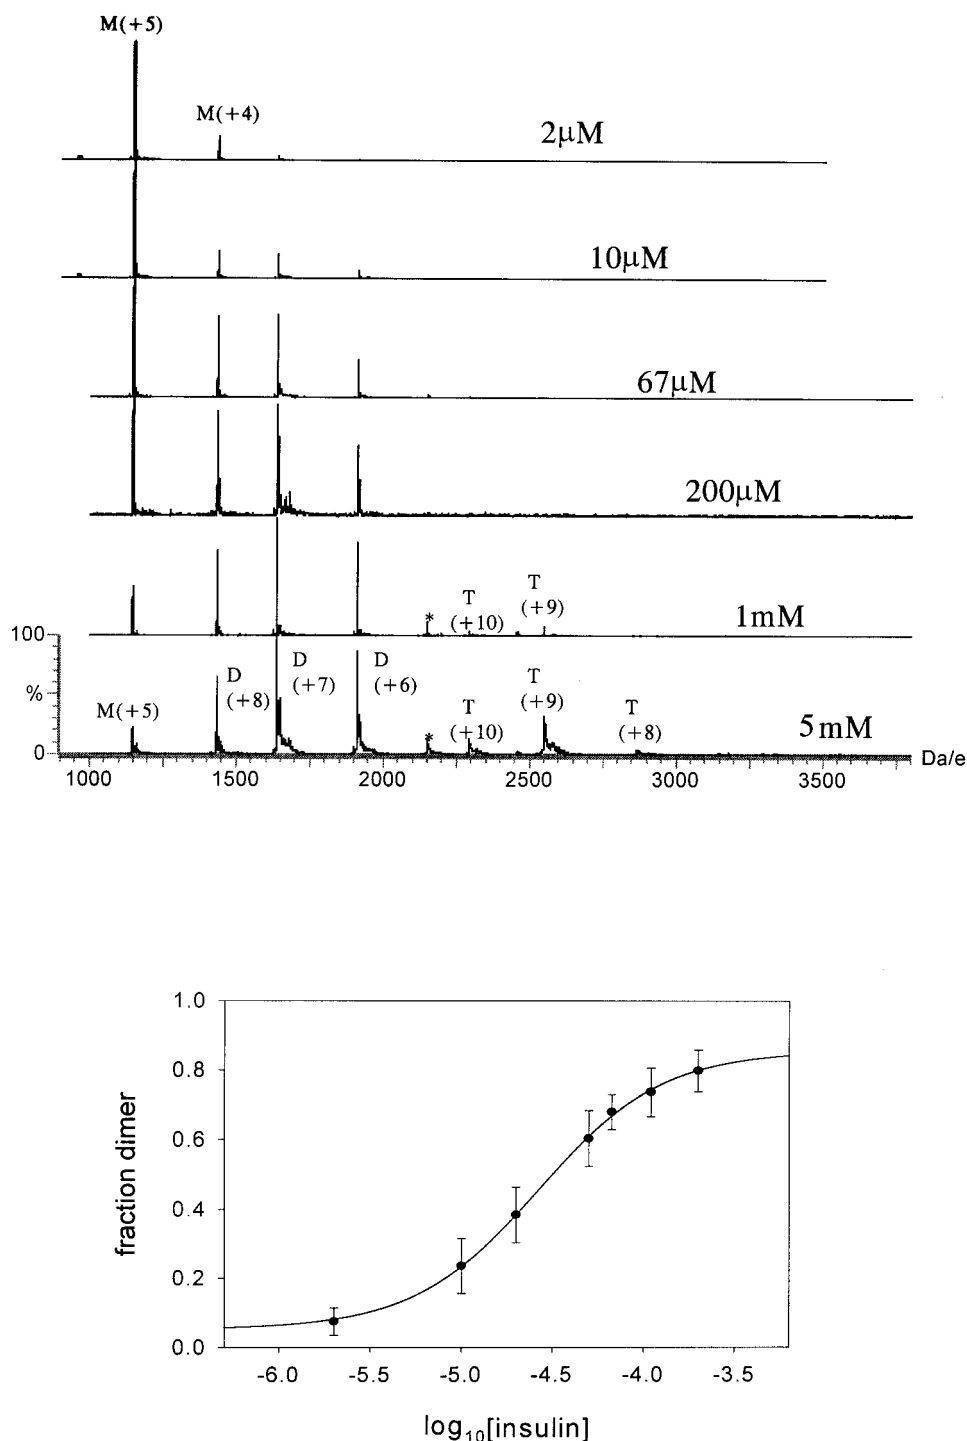 M(+5)
M(+4)
2μM
10μM
67μM
200μM
T
T
(+9)
*
(+10)
1mM
100
%
0
M(+5)
D
(+8)
D
(+7)
D
(+6)
*
T
(+10)
T
(+9)
T
(+8)
5mM
1000 1500 2000 2500 3000 3500
Da/e
fraction dimer
1.0
0.8
0.6
0.4
0.2
0.0
-6.0 -5.5 -5.0 -4.5 -4.0 -3.5
log10[insulin]